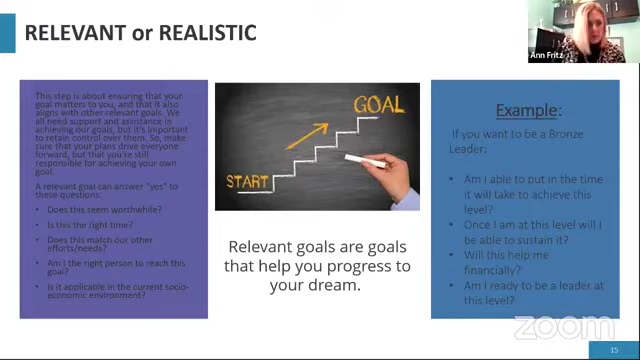 RELEVANT or REALISTIC
Ann Fritz
This step is about ensuring that your
goal matters to you, and that it also
aligns with other relevant goals. We
all need support and assistance in
achieving our goals, but it's important
to retain control over them. So, make
sure that your plans drive everyone
forward, but that you're still
responsible for achieving your own
goal.
A relevant goal can answer "yes" to
these questions:
• Does this seem worthwhile?
• Is this the right time?
• Does this match our other
efforts/needs?
• Am I the right person to reach this
goal?
• Is it applicable in the current socio-
economic environment?
START
GOAL
Relevant goals are goals
that help you progress to
your dream.
Example:
If you want to be a Bronze
Leader:
• Am I able to put in the time
it will take to achieve this
level?
• Once I am at this level will I
be able to sustain it?
• Will this help me
financially?
• Am I ready to be a leader at
this level?
zoom
15